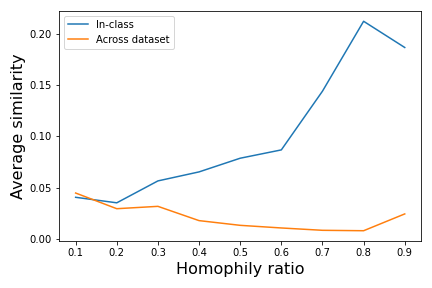 In-class
Across dataset
Average similarity
0.20
0.15
0.10
0.05
0.00
0.1 0.2 0.3 0.4 0.5 0.6 0.7 0.8 0.9
Homophily ratio